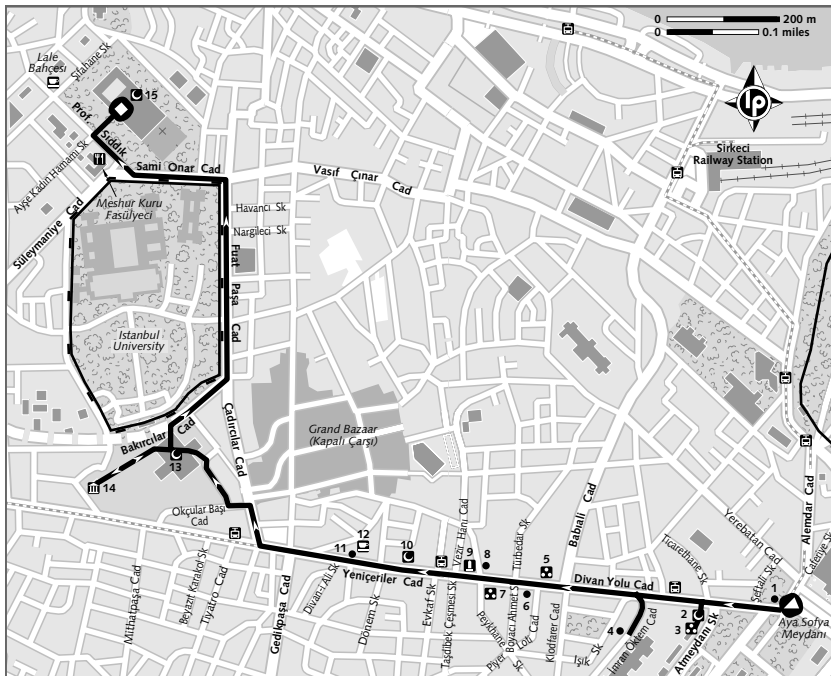 0 200 m
0 0.1 miles
lp
Lale
Bahçesi
Şifahane Sk
15
Prof. Sıddık
Sami Onar Cad
Ayşe Kadın Hamamı Sk
Meshur Kuru
Fasülyeci
Süleymaniye Cad
Vasıf Çınar Cad
Sirkeci
Railway Station
Havancı Sk
Nargileci Sk
Fuat Paşa Cad
Istanbul
University
Bakırcılar Cad
Çadırcılar Cad
Grand Bazaar
(Kapalı Çarşı)
13
14
Okçular Başı
Cad
Mithatpaşa Cad
Beyazıt Karakol Sk
Tiyatro Cad
Gedikpaşa Cad
Divan-i Ali Sk
11
12
10
Yeniçeriler Cad
Dönem Sk
Evkaf Sk
Taşdibek Çeşmesi Sk
Vezir Hanı Cad
9
8
7
Peykhane Sk
Piyer Loti Cad
Boyacı Ahmet Sk
Türbedar Sk
6
5
Klodfarer Cad
Babıali Cad
Divan Yolu Cad
Işık Sk
4
İmran Öktem Cad
Ticarethane Sk
2
3
Atmeydanı Sk
1
Şeftali Sk
Yerebatan Cad
Alemdar Cad
Caferiye Sk
Aya Sofya
Meydanı